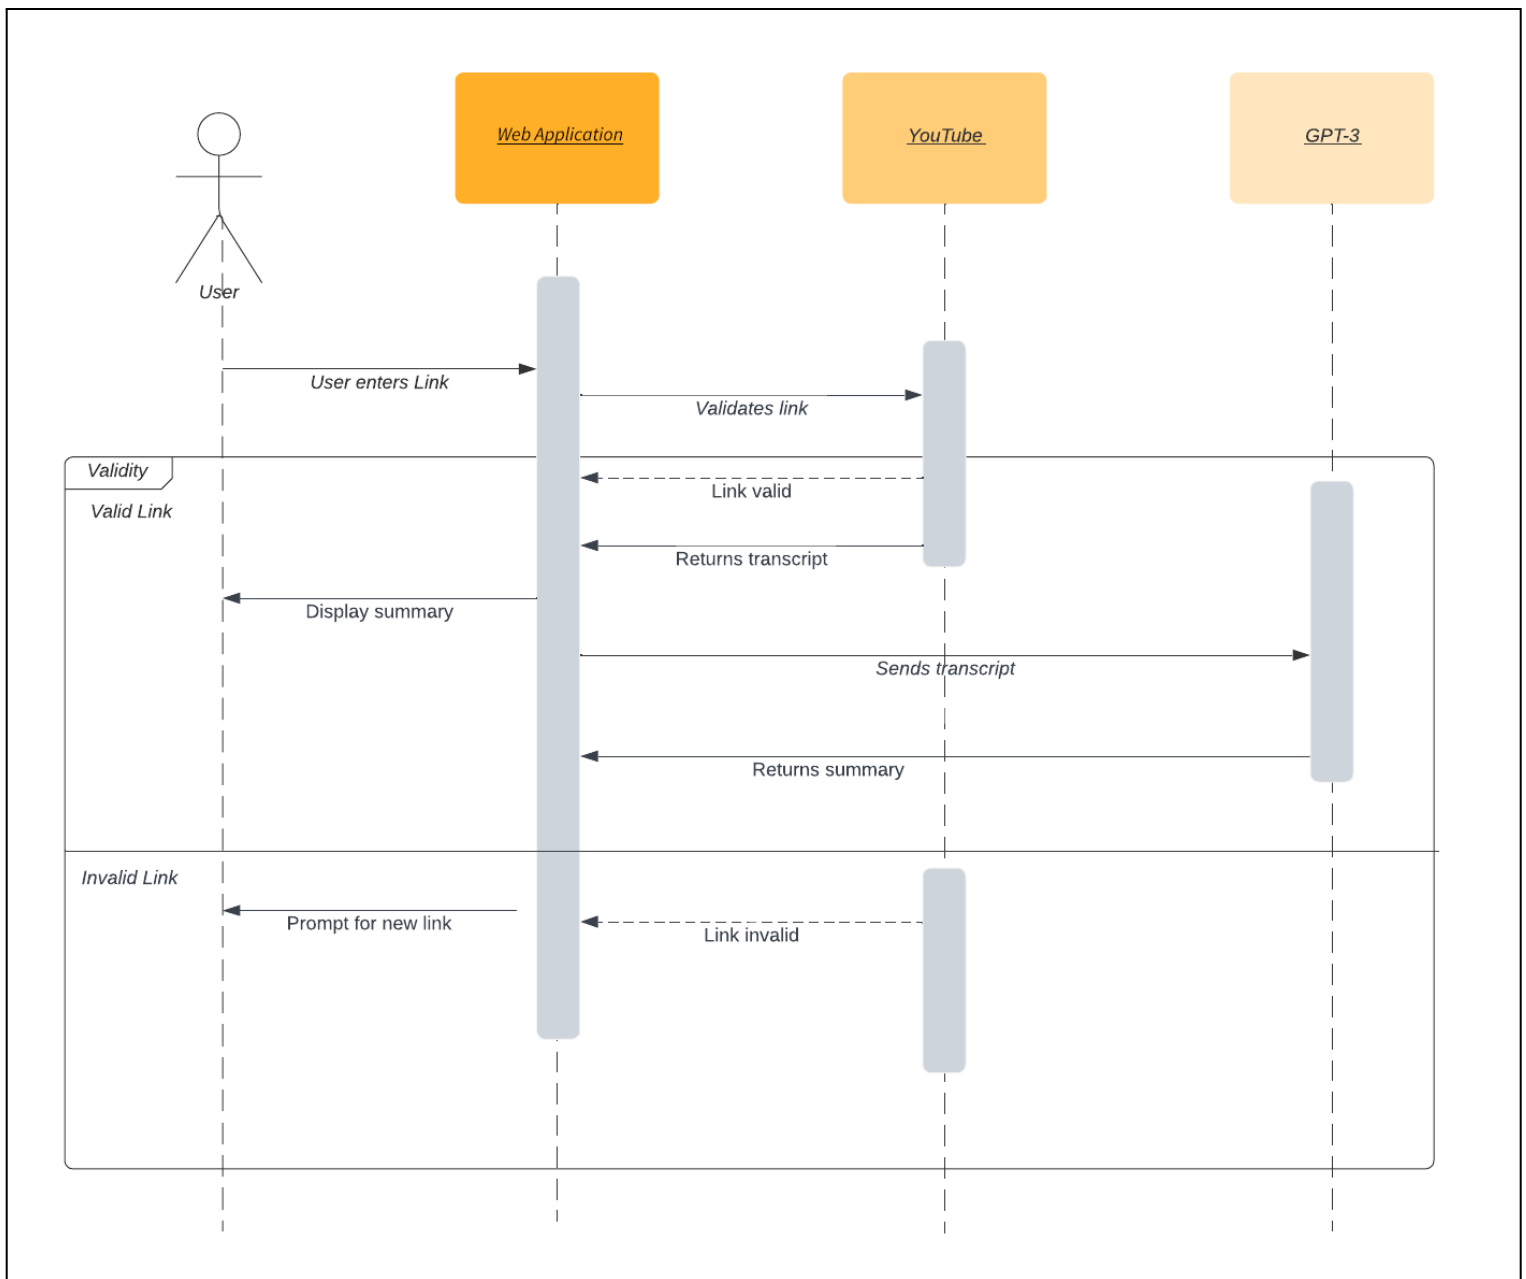 Web Application
YouTube
GPT-3
User
User enters Link
Validates link
Validity
Link valid
Valid Link
Returns transcript
Display summary
Sends transcript
Returns summary
Invalid Link
Prompt for new link
Link invalid